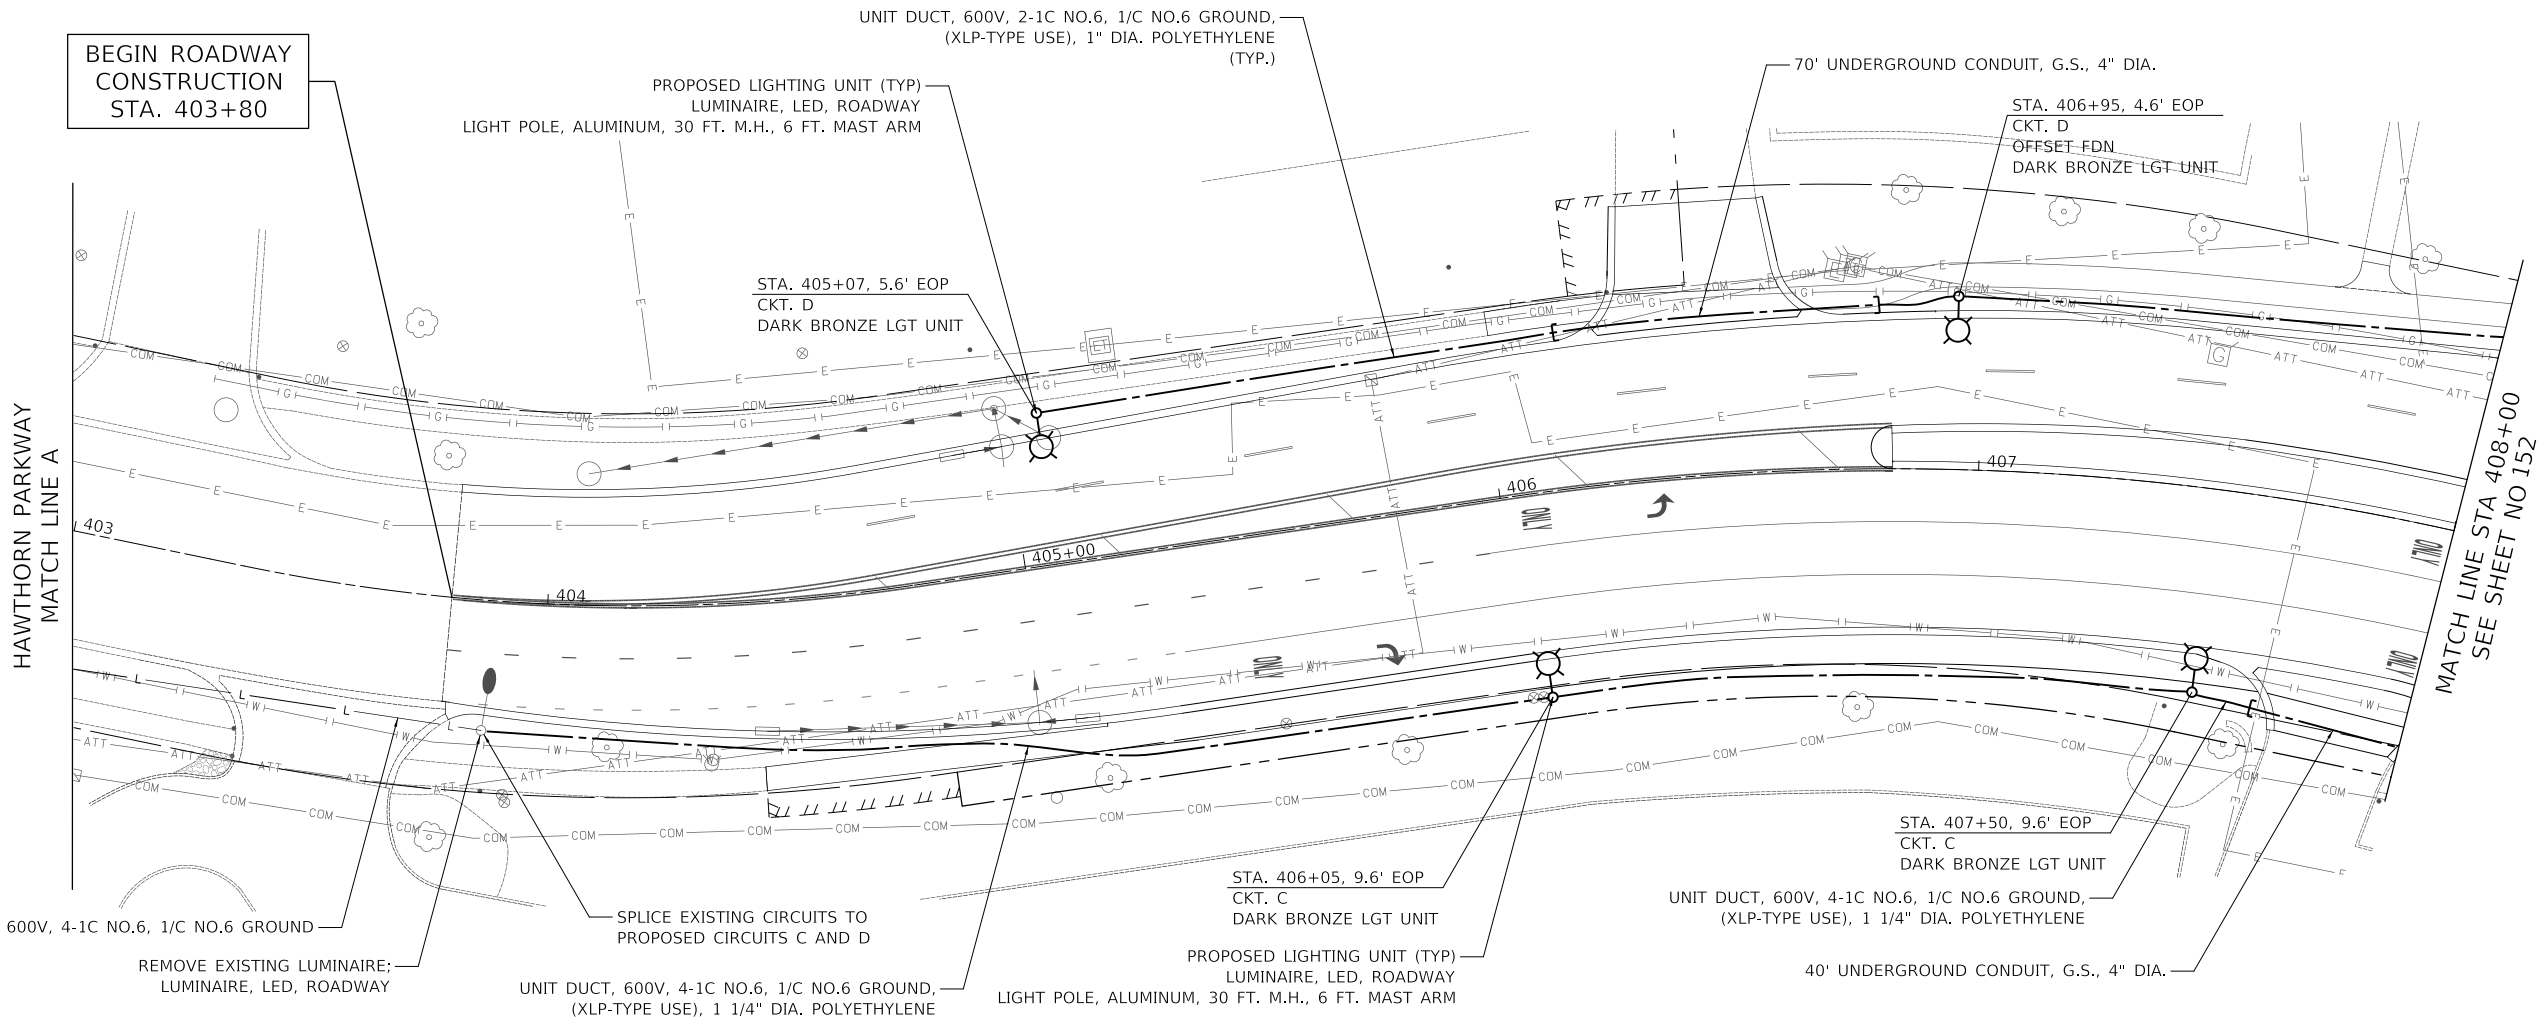 BEGIN ROADWAY
CONSTRUCTION
STA. 403+80
UNIT DUCT, 600V, 2-1C NO.6, 1/C NO.6 GROUND,
(XLP-TYPE USE), 1" DIA. POLYETHYLENE
(TYP.)
PROPOSED LIGHTING UNIT (TYP)
LUMINAIRE, LED, ROADWAY
LIGHT POLE, ALUMINUM, 30 FT. M.H., 6 FT. MAST ARM
70' UNDERGROUND CONDUIT, G.S., 4" DIA.
STA. 406+95, 4.6' EOP
CKT. D
OFFSET FDN
DARK BRONZE LGT UNIT
STA. 405+07, 5.6' EOP
CKT. D
DARK BRONZE LGT UNIT
HAWTHORN PARKWAY
MATCH LINE A
403
404
405+00
406
407
ONLY
ONLY
ONLY
ONLY
MATCH LINE STA 408+00
SEE SHEET NO 152
STA. 407+50, 9.6' EOP
CKT. C
DARK BRONZE LGT UNIT
STA. 406+05, 9.6' EOP
CKT. C
DARK BRONZE LGT UNIT
UNIT DUCT, 600V, 4-1C NO.6, 1/C NO.6 GROUND,
(XLP-TYPE USE), 1 1/4" DIA. POLYETHYLENE
600V, 4-1C NO.6, 1/C NO.6 GROUND
SPLICE EXISTING CIRCUITS TO
PROPOSED CIRCUITS C AND D
REMOVE EXISTING LUMINAIRE;
LUMINAIRE, LED, ROADWAY
UNIT DUCT, 600V, 4-1C NO.6, 1/C NO.6 GROUND,
(XLP-TYPE USE), 1 1/4" DIA. POLYETHYLENE
PROPOSED LIGHTING UNIT (TYP)
LUMINAIRE, LED, ROADWAY
LIGHT POLE, ALUMINUM, 30 FT. M.H., 6 FT. MAST ARM
40' UNDERGROUND CONDUIT, G.S., 4" DIA.